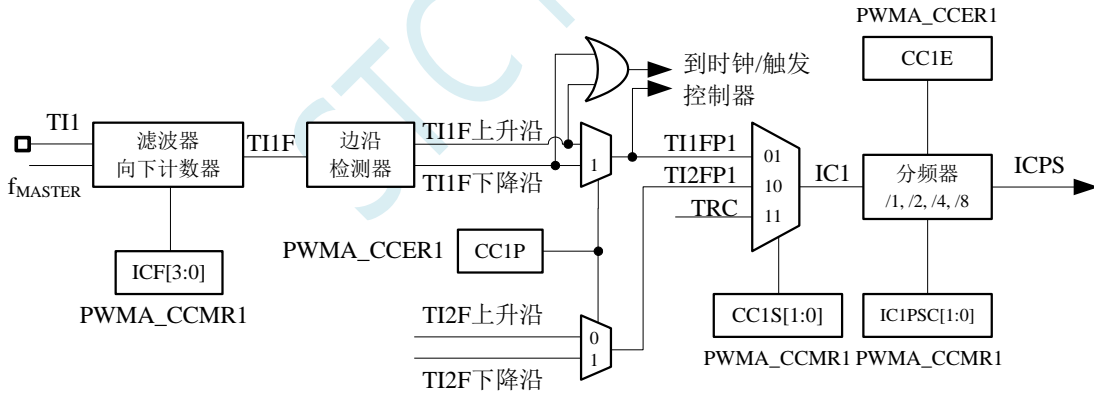 PWMA_CCER1
CC1E
到时钟/触发
控制器
TI1
f_MASTER
滤波器
向下计数器
TI1F
边沿
检测器
TI1F上升沿
TI1F下降沿
1
TI1FP1
TI2FP1
TRC
01
10
11
IC1
分频器
/1, /2, /4, /8
ICPS
ICF[3:0]
PWMA_CCMR1
PWMA_CCER1
CC1P
TI2F上升沿
TI2F下降沿
0
1
CC1S[1:0]
PWMA_CCMR1
IC1PSC[1:0]
PWMA_CCMR1
STC